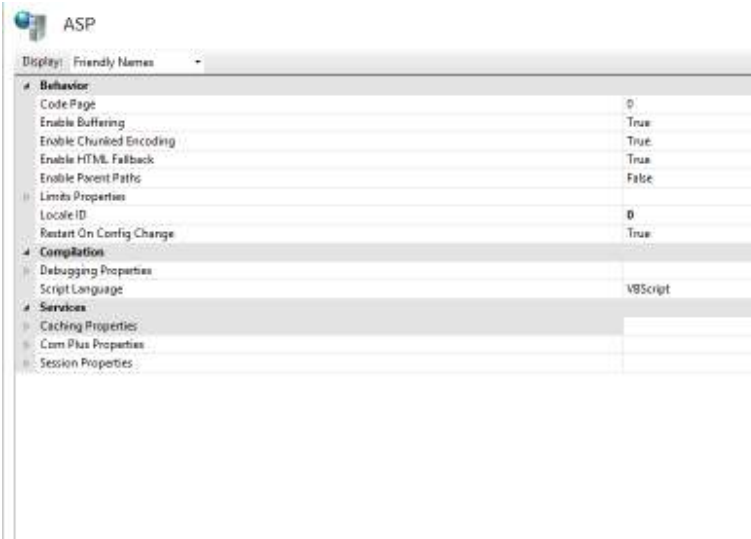 ASP
Display: Friendly Names
Behavior
Code Page 0
Enable Buffering True
Enable Chunked Encoding True
Enable HTML Fallback True
Enable Parent Paths False
Limits Properties
Locale ID 0
Restart On Config Change True
Compilation
Debugging Properties
Script Language VBScript
Services
Caching Properties
Com Plus Properties
Session Properties